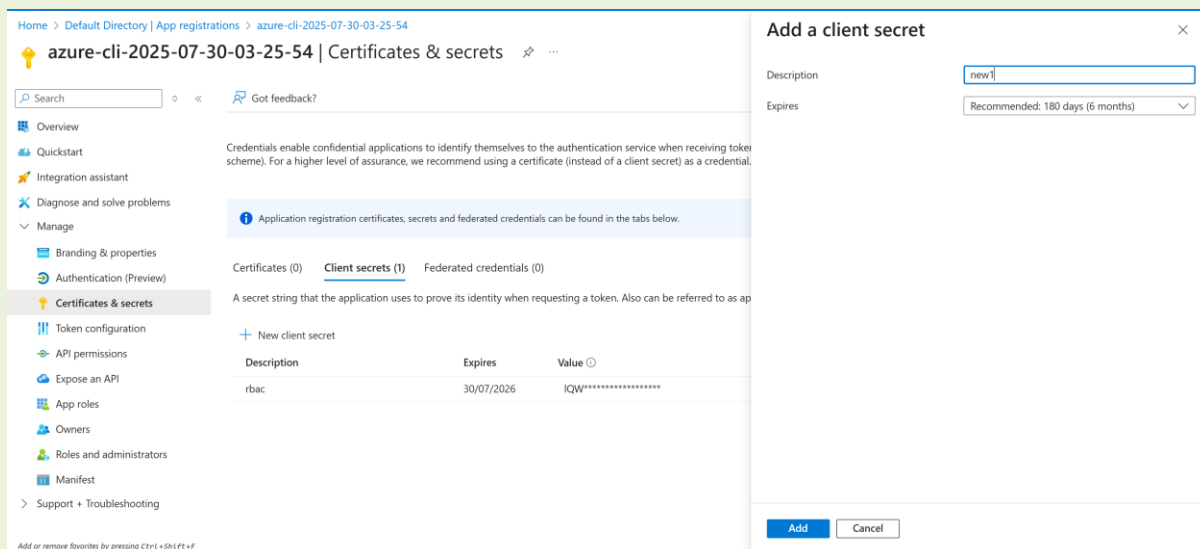 Home > Default Directory | App registrations > azure-cli-2025-07-30-03-25-54
azure-cli-2025-07-30-03-25-54 | Certificates & secrets
Search
Got feedback?
Overview
Quickstart
Integration assistant
Diagnose and solve problems
Manage
Branding & properties
Authentication (Preview)
Certificates & secrets
Token configuration
API permissions
Expose an API
App roles
Owners
Roles and administrators
Manifest
Support + Troubleshooting
Add or remove favorites by pressing Ctrl+Shift+F
Credentials enable confidential applications to identify themselves to the authentication service when receiving toker
scheme). For a higher level of assurance, we recommend using a certificate (instead of a client secret) as a credential.
Application registration certificates, secrets and federated credentials can be found in the tabs below.
Certificates (0) Client secrets (1) Federated credentials (0)
A secret string that the application uses to prove its identity when requesting a token. Also can be referred to as ap
New client secret
Description Expires Value
rbac 30/07/2026 IQW******************
Add a client secret
Description new1
Expires Recommended: 180 days (6 months)
Add Cancel